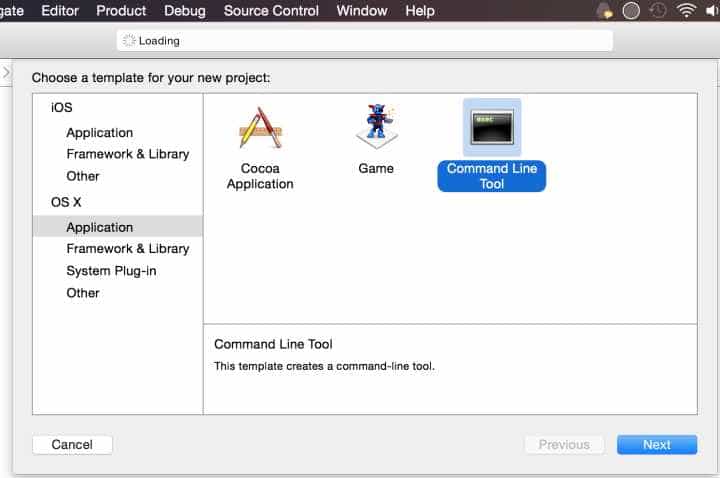 gate Editor Product Debug Source Control Window Help
Loading
Choose a template for your new project:
iOS
Application
Framework & Library
Other
OS X
Application
Framework & Library
System Plug-in
Other
Cocoa
Application
Game
exec
Command Line
Tool
Command Line Tool
This template creates a command-line tool.
Cancel
Previous
Next